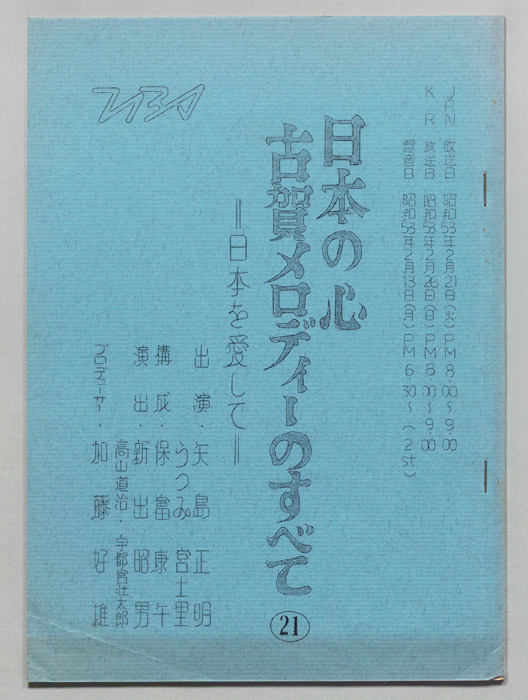 JRN 放送日 昭和53年2月21日(火)PM8.00〜9.00
KR 放送日 昭和53年2月26日(日)PM8.00〜9.00
録音日 昭和53年2月13日(月)PM6.30〜(2st)
日本の心
古賀メロディーのすべて
21
=日本を愛して=
出演・矢島正明
うつみ宮土里
構成・保富康午
演出・新出昭男
高山道治・宇都宮壮太郎
プロデューサー・加藤好雄